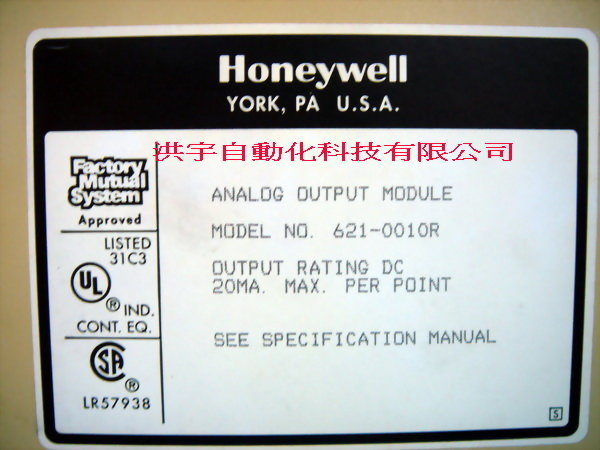 Honeywell
YORK, PA U.S.A.
洪宇自動化科技有限公司
Factory
Mutual
System
Approved
LISTED
31C3
UL
®
IND.
CONT. EQ.
SA
®
LR57938
ANALOG OUTPUT MODULE
MODEL NO. 621-0010R
OUTPUT RATING DC
20MA. MAX. PER POINT
SEE SPECIFICATION MANUAL
S